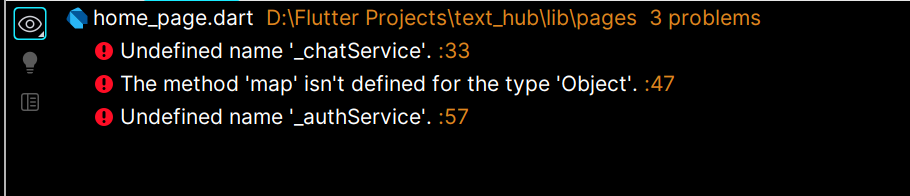 home_page.dart D:\Flutter Projects\text_hub\lib\pages 3 problems
Undefined name '_chatService'. :33
The method 'map' isn't defined for the type 'Object'. :47
Undefined name '_authService'. :57